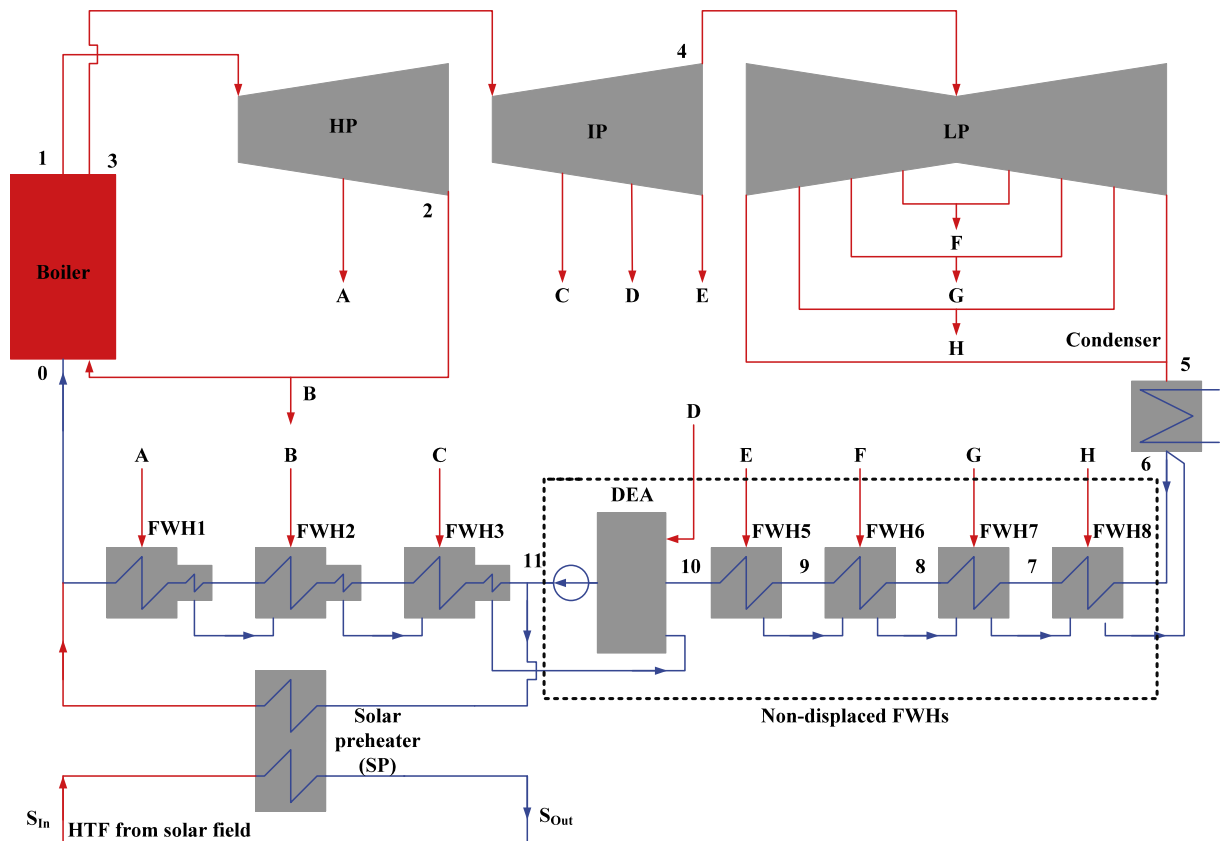 4
HP
IP
LP
1
3
2
Boiler
F
A
C
D
E
G
H
Condenser
0
5
B
D
6
A
B
C
E
F
G
H
DEA
FWH1
FWH2
FWH3
FWH5
FWH6
FWH7
FWH8
11
10
9
8
7
Solar
preheater
(SP)
Non-displaced FWHs
SIn
HTF from solar field
SOut